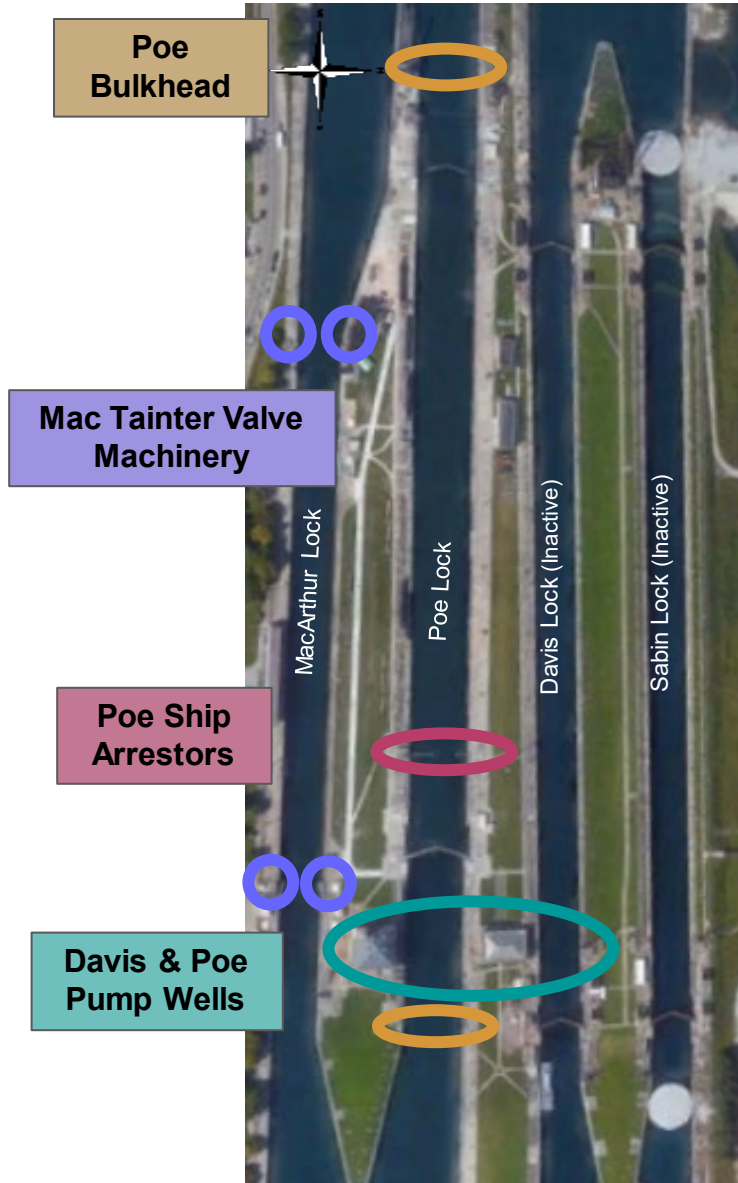 Poe
Bulkhead
Mac Tainter Valve
Machinery
MacArthur Lock
Poe Lock
Davis Lock (Inactive)
Sabin Lock (Inactive)
Poe Ship
Arrestors
Davis & Poe
Pump Wells